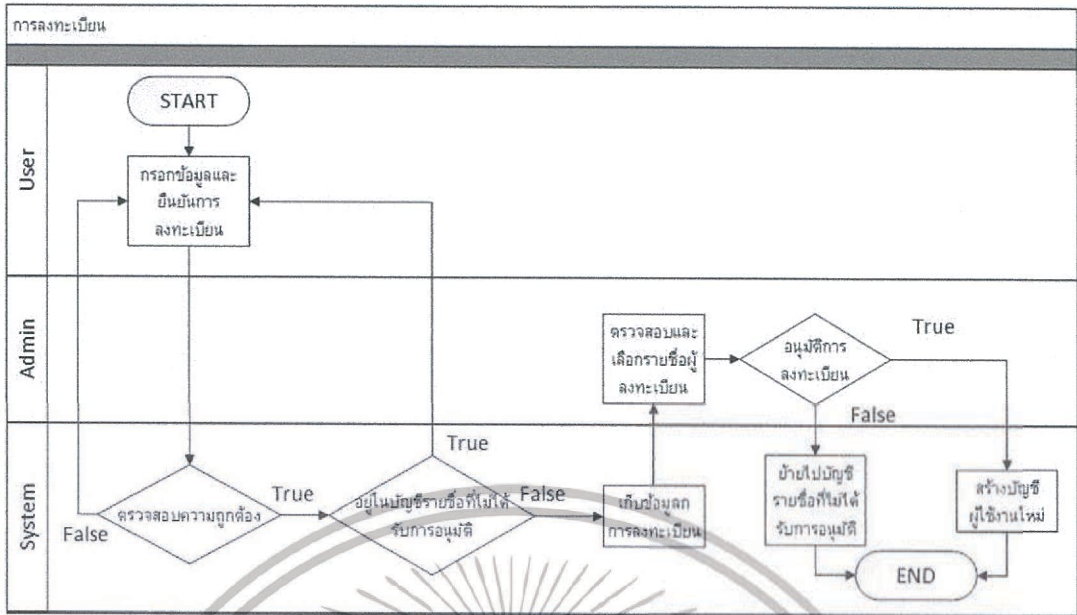 การลงทะเบียน
User
START
กรอกข้อมูลและ
ยืนยันการ
ลงทะเบียน
Admin
ตรวจสอบและ
เลือกรายชื่อผู้
ลงทะเบียน
อนุมัติการ
ลงทะเบียน
True
False
System
False
ตรวจสอบความถูกต้อง
True
อยู่ในบัญชีรายชื่อที่ไม่ได้
รับการอนุมัติ
True
False
เก็บข้อมูลก
การลงทะเบียน
ย้ายไปบัญชี
รายชื่อที่ไม่ได้
รับการอนุมัติ
สร้างบัญชี
ผู้ใช้งานใหม่
END